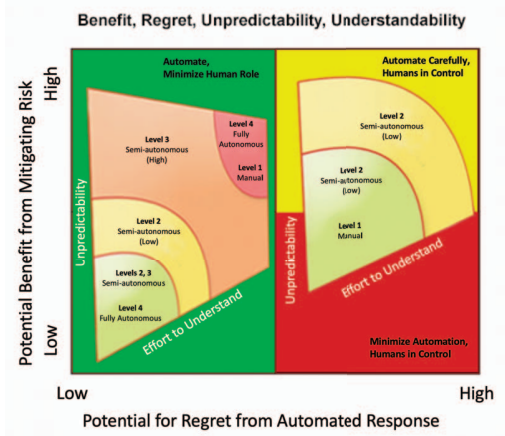 Benefit, Regret, Unpredictability, Understandability
Potential Benefit from Mitigating Risk
High
Low
Automate,
Minimize Human Role
Unpredictability
Level 3
Semi-autonomous
(High)
Level 4
Fully
Autonomous
Level 1
Manual
Level 2
Semi-autonomous
(Low)
Levels 2, 3
Semi-autonomous
Level 4
Fully Autonomous
Effort to Understand
Automate Carefully,
Humans in Control
Unpredictability
Level 2
Semi-autonomous
(Low)
Level 2
Semi-autonomous
(Low)
Level 1
Manual
Effort to Understand
Minimize Automation,
Humans in Control
Low
High
Potential for Regret from Automated Response